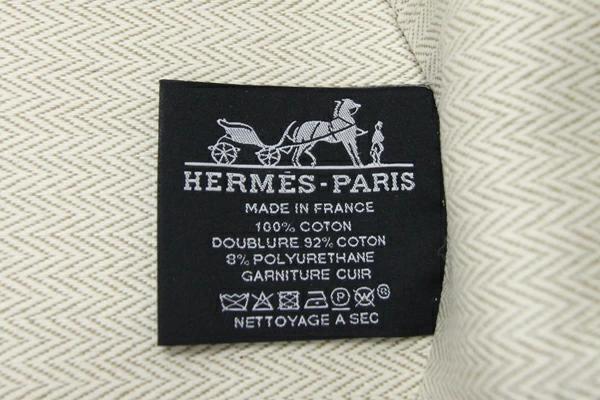 HERMÈS-PARIS
MADE IN FRANCE
100% COTON
DOUBLURE 92% COTON
8% POLYURETHANE
GARNITURE CUIR
P W ®
NETTOYAGE A SEC